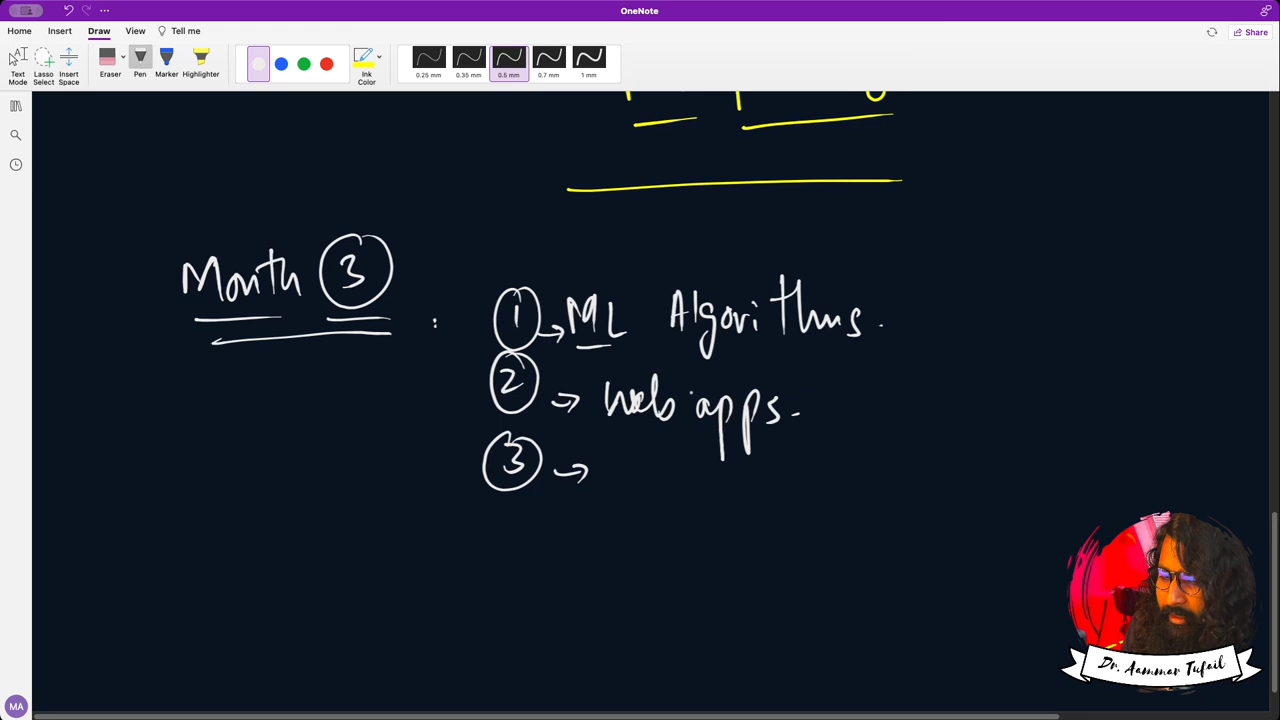 OneNote
Home Insert Draw View Tell me
Share
Text Mode
Lasso Select
Insert Space
Eraser
Pen
Marker
Highlighter
Ink Color
0.25 mm
0.35 mm
0.5 mm
0.7 mm
1 mm
Month 3 :
1 → ML Algorithms.
2 → web apps.
3 →
Dr. Aammar Tufail
MA